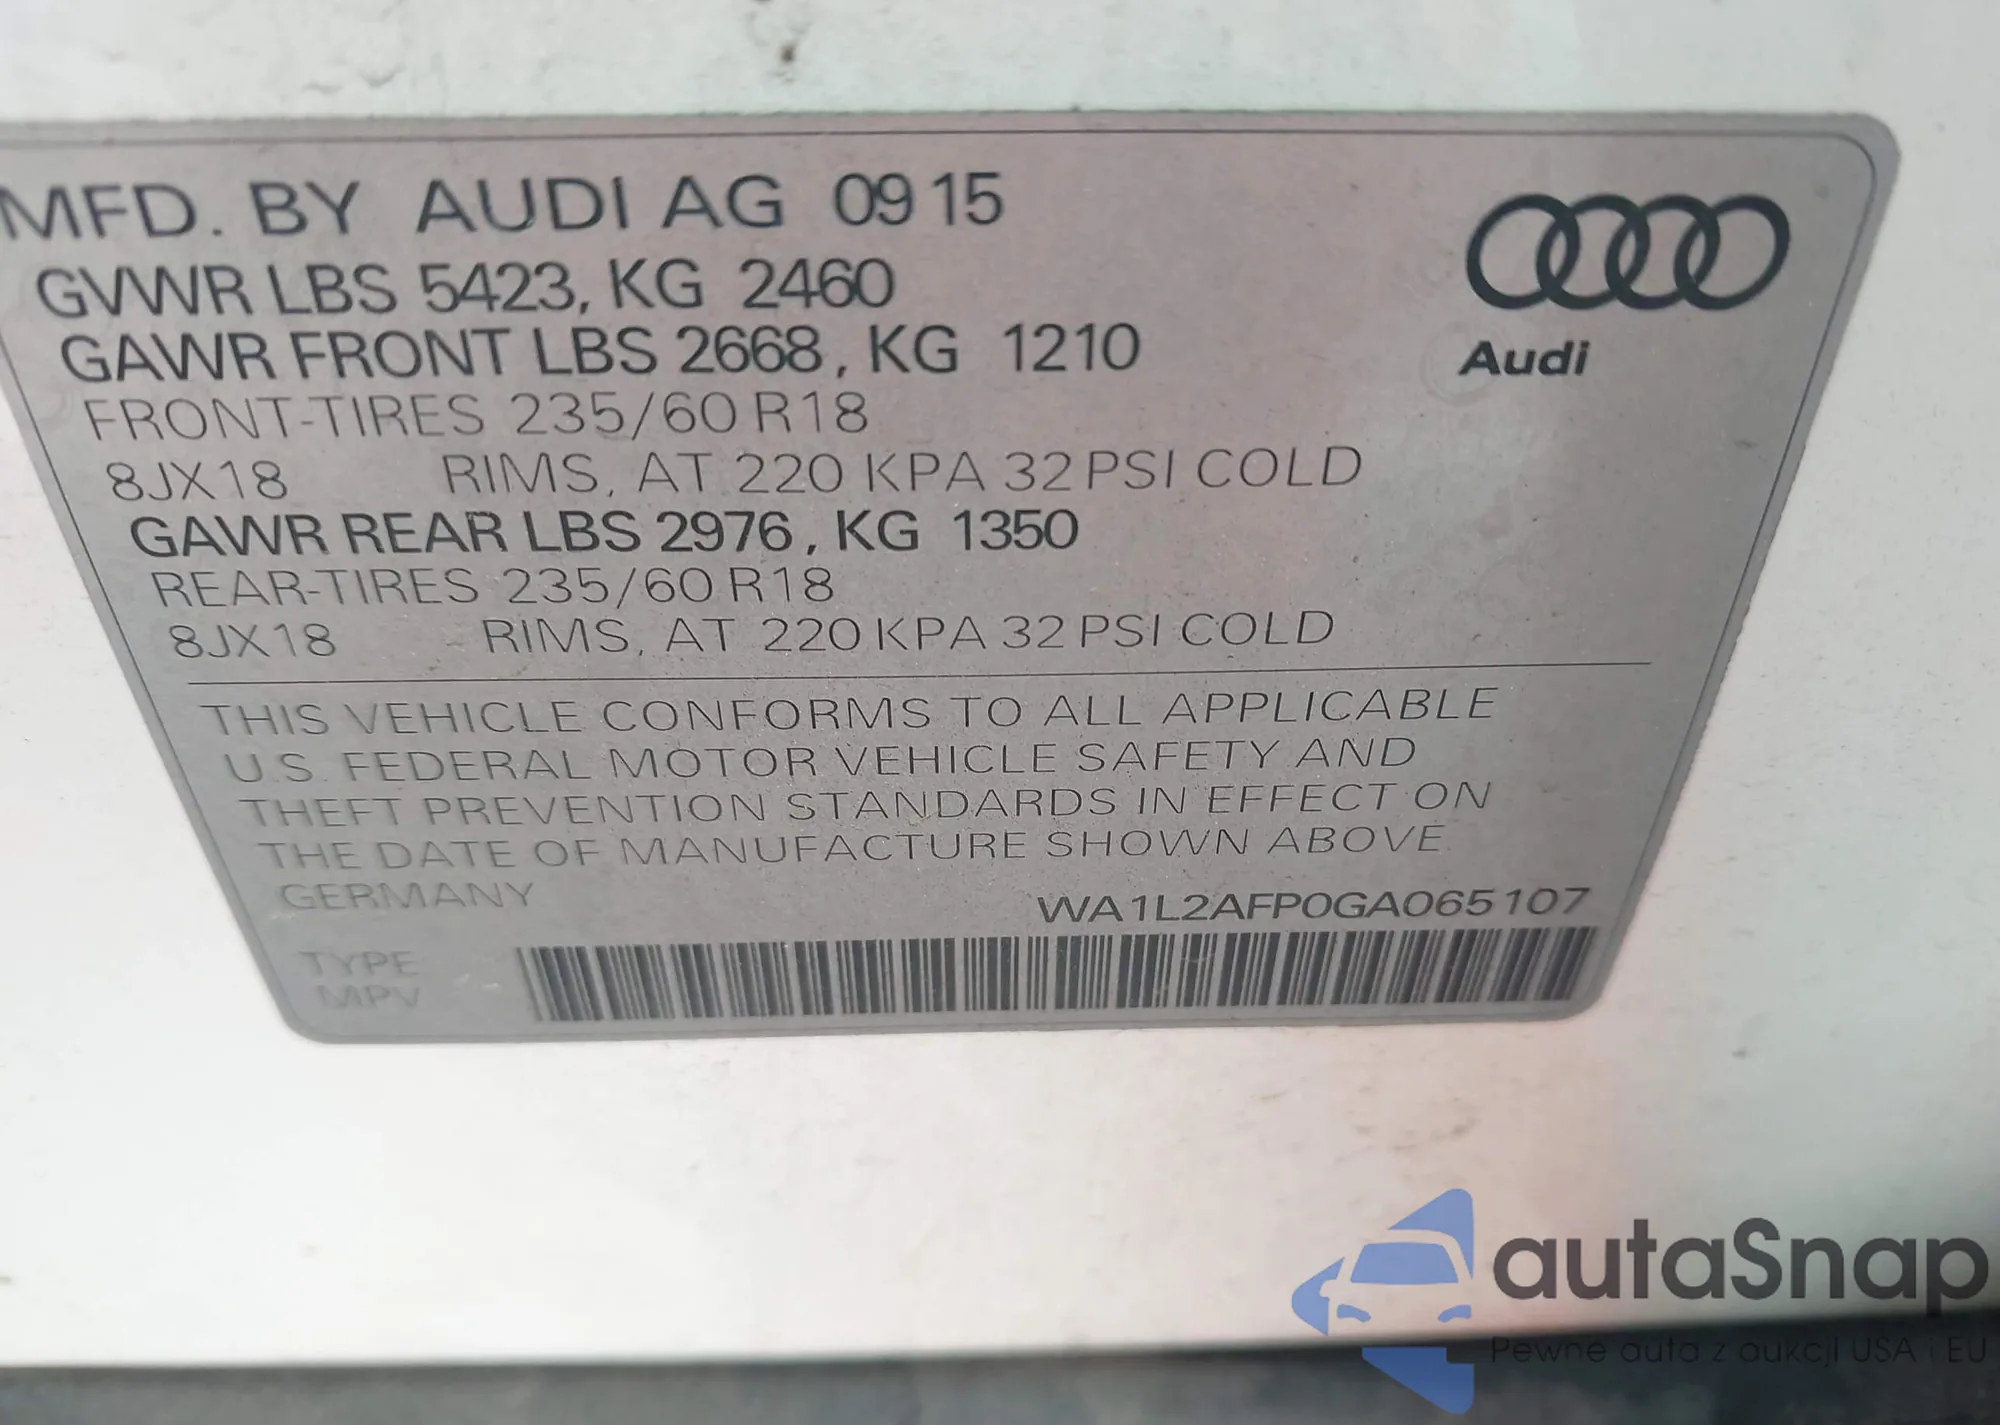 MFD. BY AUDI AG 09 15
GVWR LBS 5423, KG 2460
GAWR FRONT LBS 2668, KG 1210
FRONT-TIRES 235/60 R18
8JX18 RIMS, AT 220 KPA 32 PSI COLD
GAWR REAR LBS 2976, KG 1350
REAR-TIRES 235/60 R18
8JX18 RIMS, AT 220 KPA 32 PSI COLD
THIS VEHICLE CONFORMS TO ALL APPLICABLE
U.S. FEDERAL MOTOR VEHICLE SAFETY AND
THEFT PREVENTION STANDARDS IN EFFECT ON
THE DATE OF MANUFACTURE SHOWN ABOVE.
GERMANY WA1L2AFP0GA065107
TYPE
MPV
Audi
autaSnap
Pewne auta z aukcji USA i EU